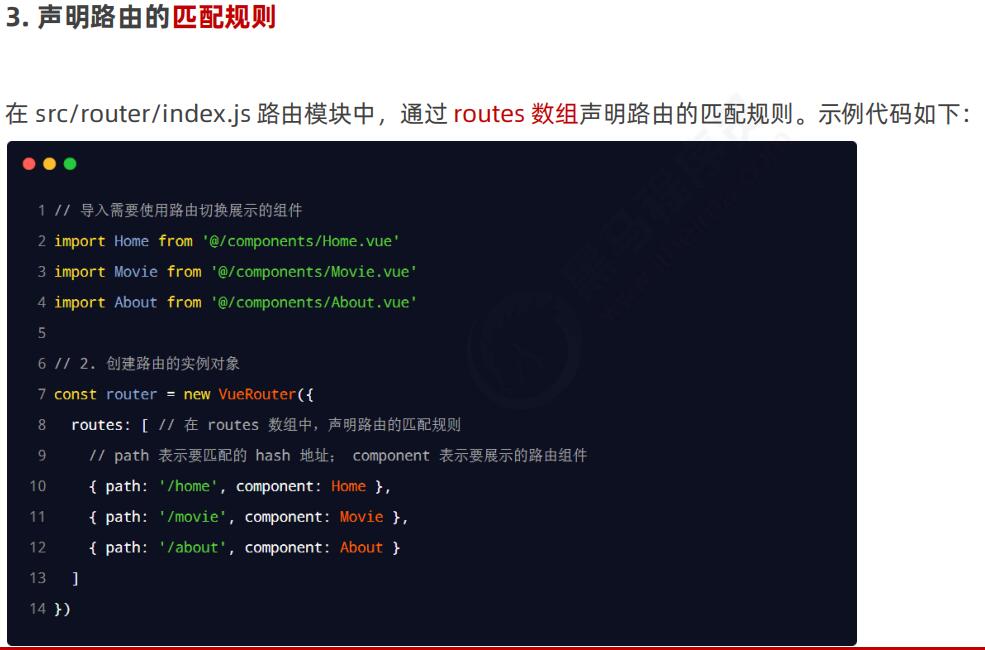 3. 声明路由的匹配规则
在 src/router/index.js 路由模块中，通过 routes 数组声明路由的匹配规则。示例代码如下：
1 // 导入需要使用路由切换展示的组件
2 import Home from '@/components/Home.vue'
3 import Movie from '@/components/Movie.vue'
4 import About from '@/components/About.vue'
5
6 // 2. 创建路由的实例对象
7 const router = new VueRouter({
8   routes: [ // 在 routes 数组中，声明路由的匹配规则
9     // path 表示要匹配的 hash 地址； component 表示要展示的路由组件
10     { path: '/home', component: Home },
11     { path: '/movie', component: Movie },
12     { path: '/about', component: About }
13   ]
14 })